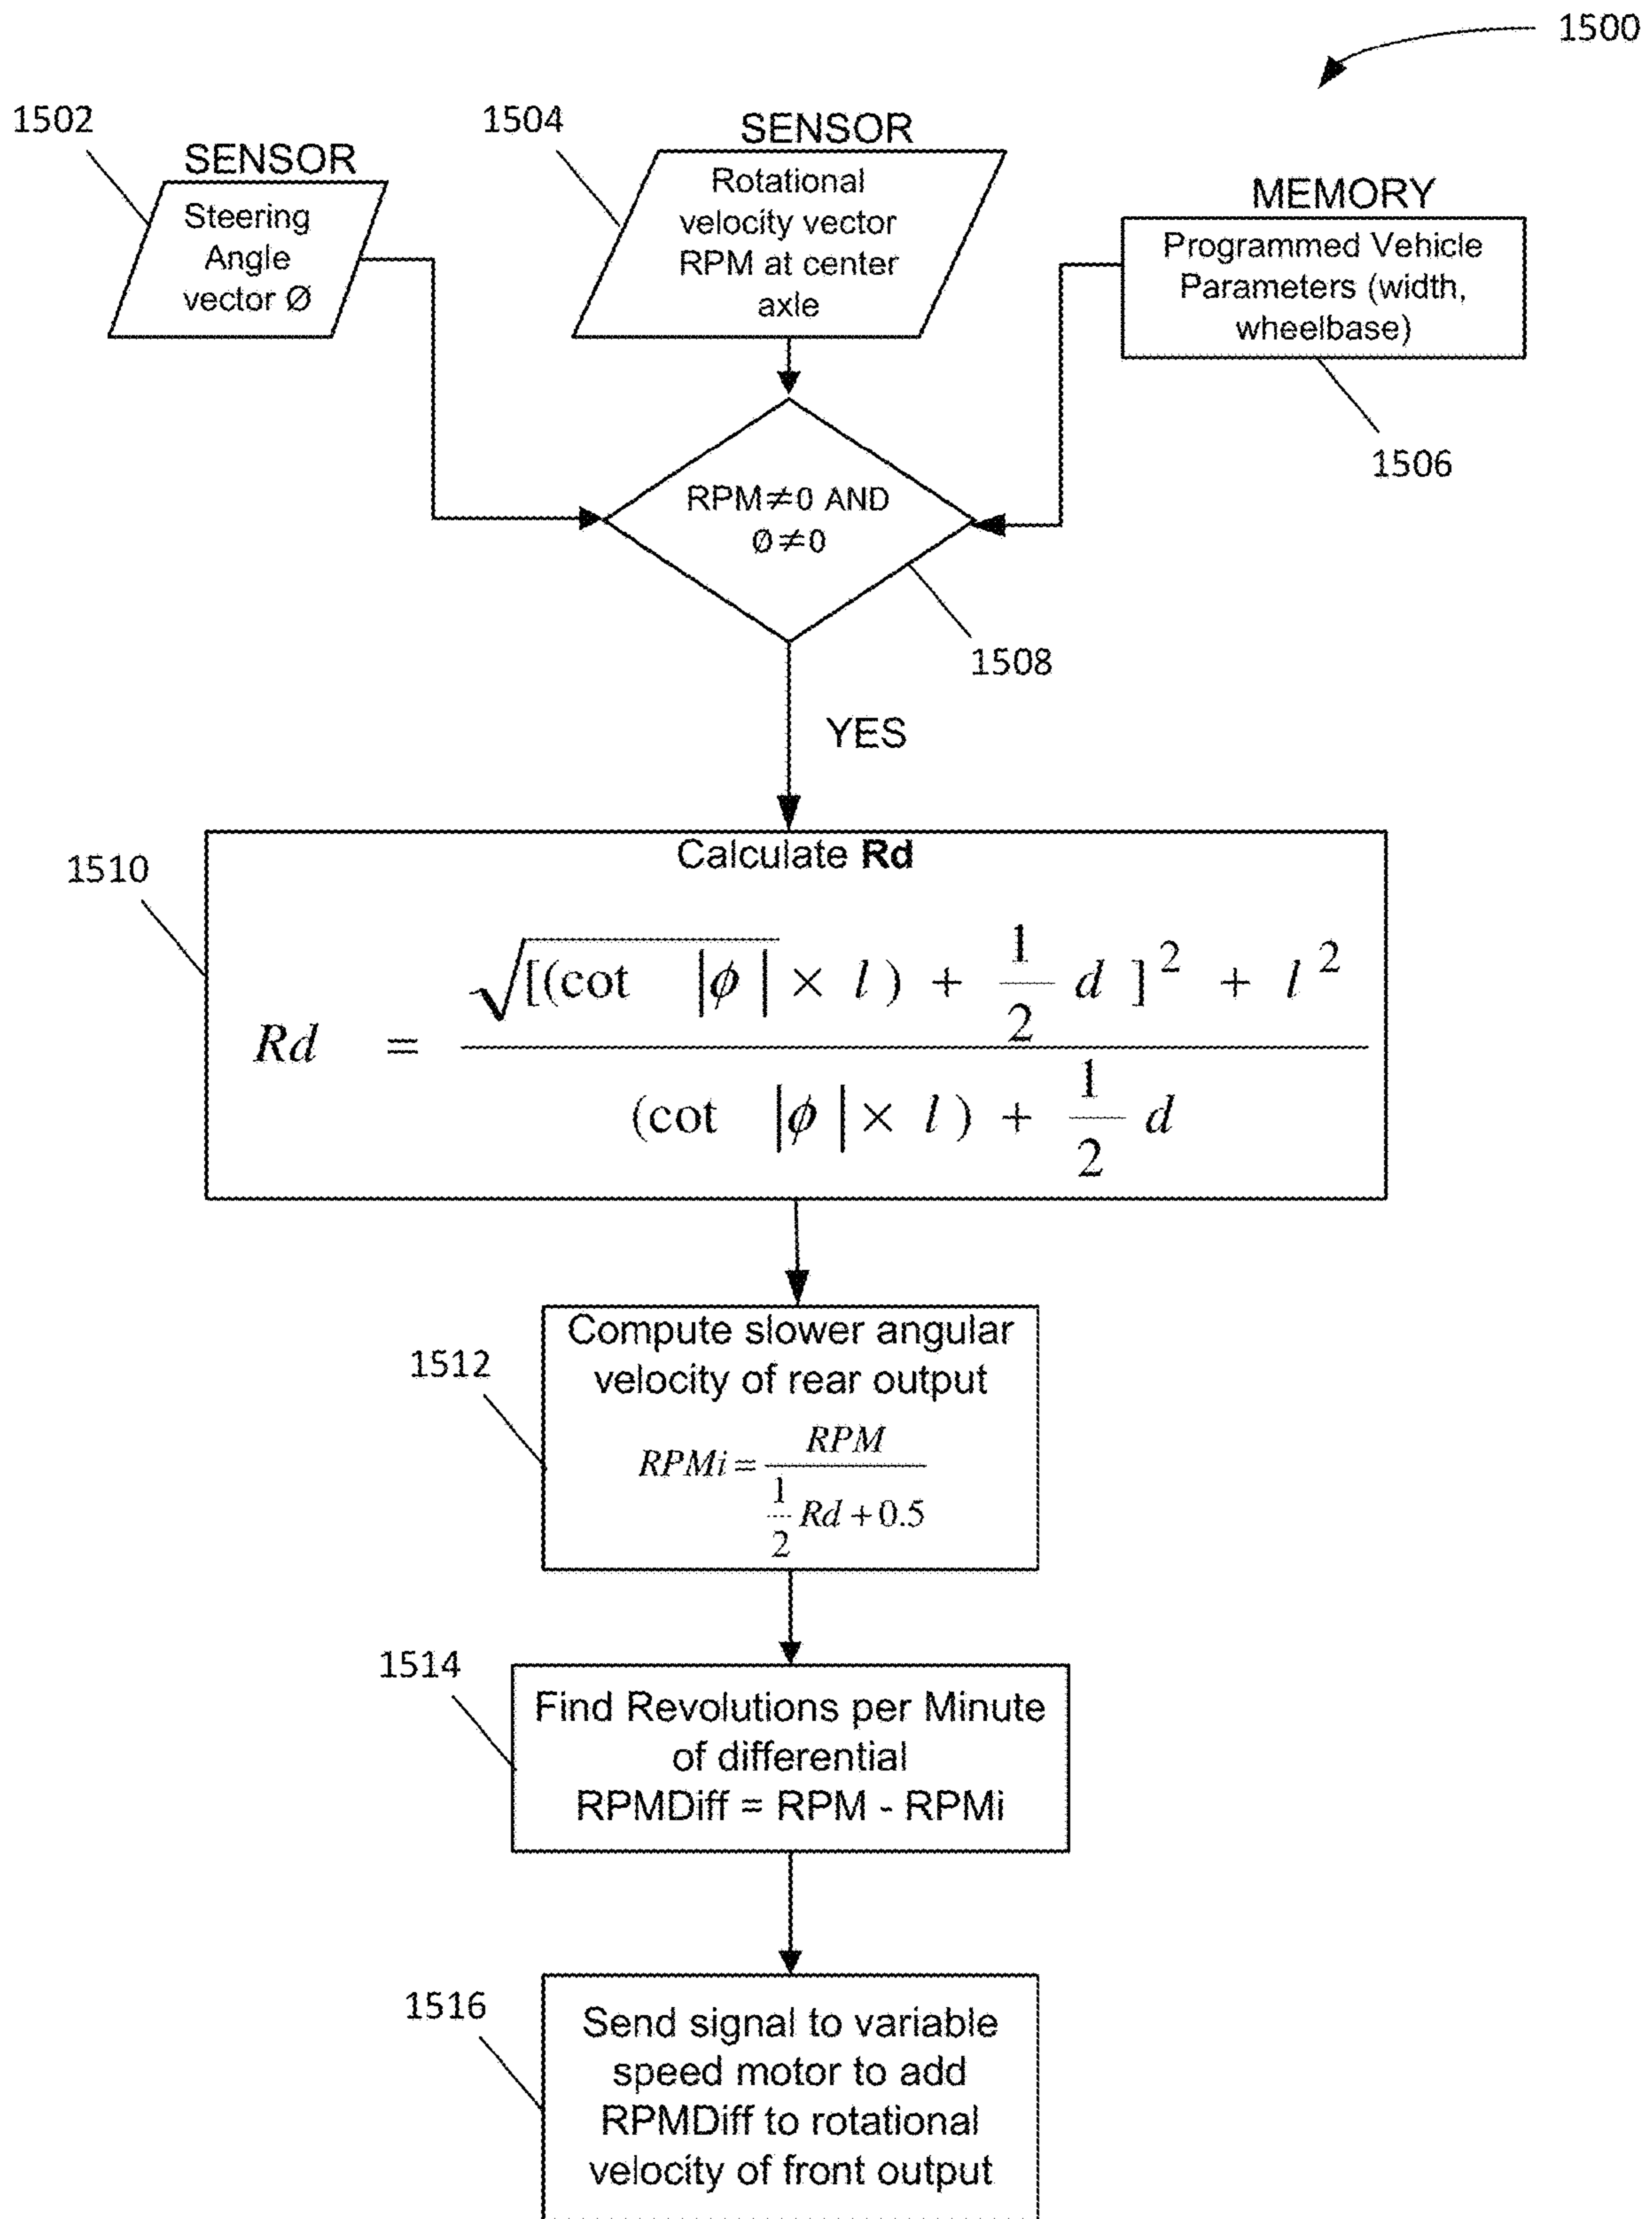 1500
1502
SENSOR
Steering
Angle
vector Ø
1504
SENSOR
Rotational
velocity vector
RPM at center
axle
MEMORY
Programmed Vehicle
Parameters (width,
wheelbase)
1506
RPM≠0 AND
Ø≠0
1508
YES
1510
Calculate Rd
Rd = √[(cot |ϕ| × l) + 1/2 d ]² + l² / (cot |ϕ| × l) + 1/2 d
1512
Compute slower angular
velocity of rear output
RPMi = RPM / 1/2 Rd + 0.5
1514
Find Revolutions per Minute
of differential
RPMDiff = RPM - RPMi
1516
Send signal to variable
speed motor to add
RPMDiff to rotational
velocity of front output